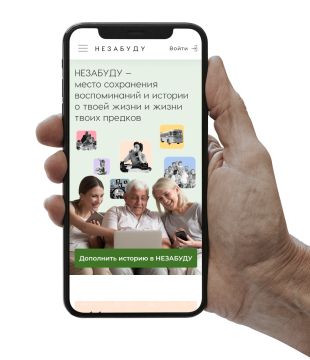 НЕЗАБУДУ
Войти
НЕЗАБУДУ –
место сохранения
воспоминаний и истории
о твоей жизни и жизни
твоих предков
Дополнить историю в НЕЗАБУДУ